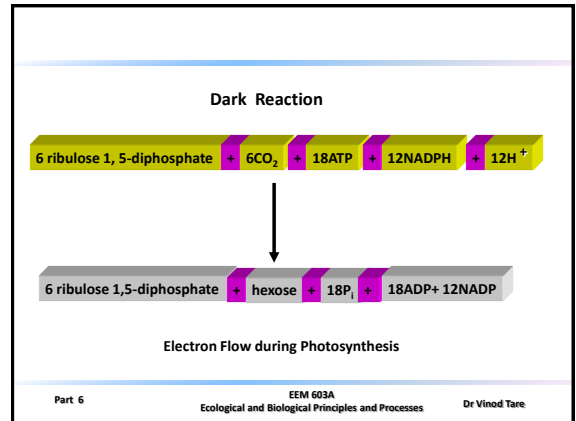 Dark Reaction
6 ribulose 1, 5-diphosphate + 6CO₂ + 18ATP + 12NADPH + 12H⁺
6 ribulose 1,5-diphosphate + hexose + 18Pᵢ + 18ADP+ 12NADP
Electron Flow during Photosynthesis
Part 6
EEM 603A
Ecological and Biological Principles and Processes
Dr Vinod Tare